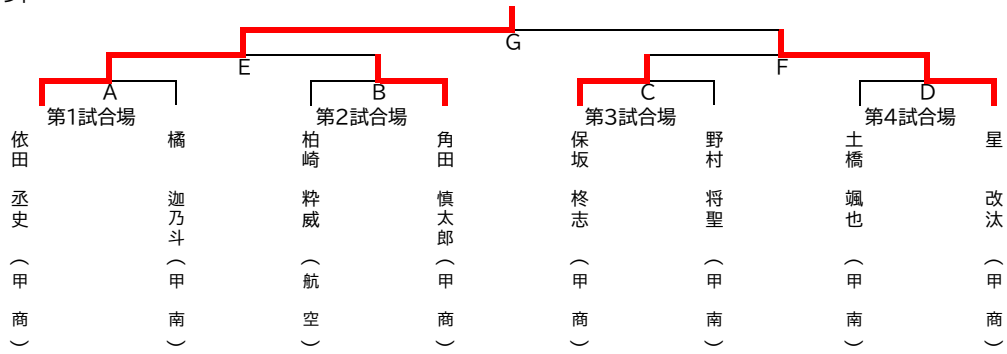 G
E
F
A
B
C
D
第1試合場
第2試合場
第3試合場
第4試合場
依田 丞史（甲商）
橘 迦乃斗（甲南）
柏崎 粋威（航空）
角田 慎太郎（甲商）
保坂 柊志（甲商）
野村 将聖（甲南）
土橋 颯也（甲南）
星 改汰（甲商）